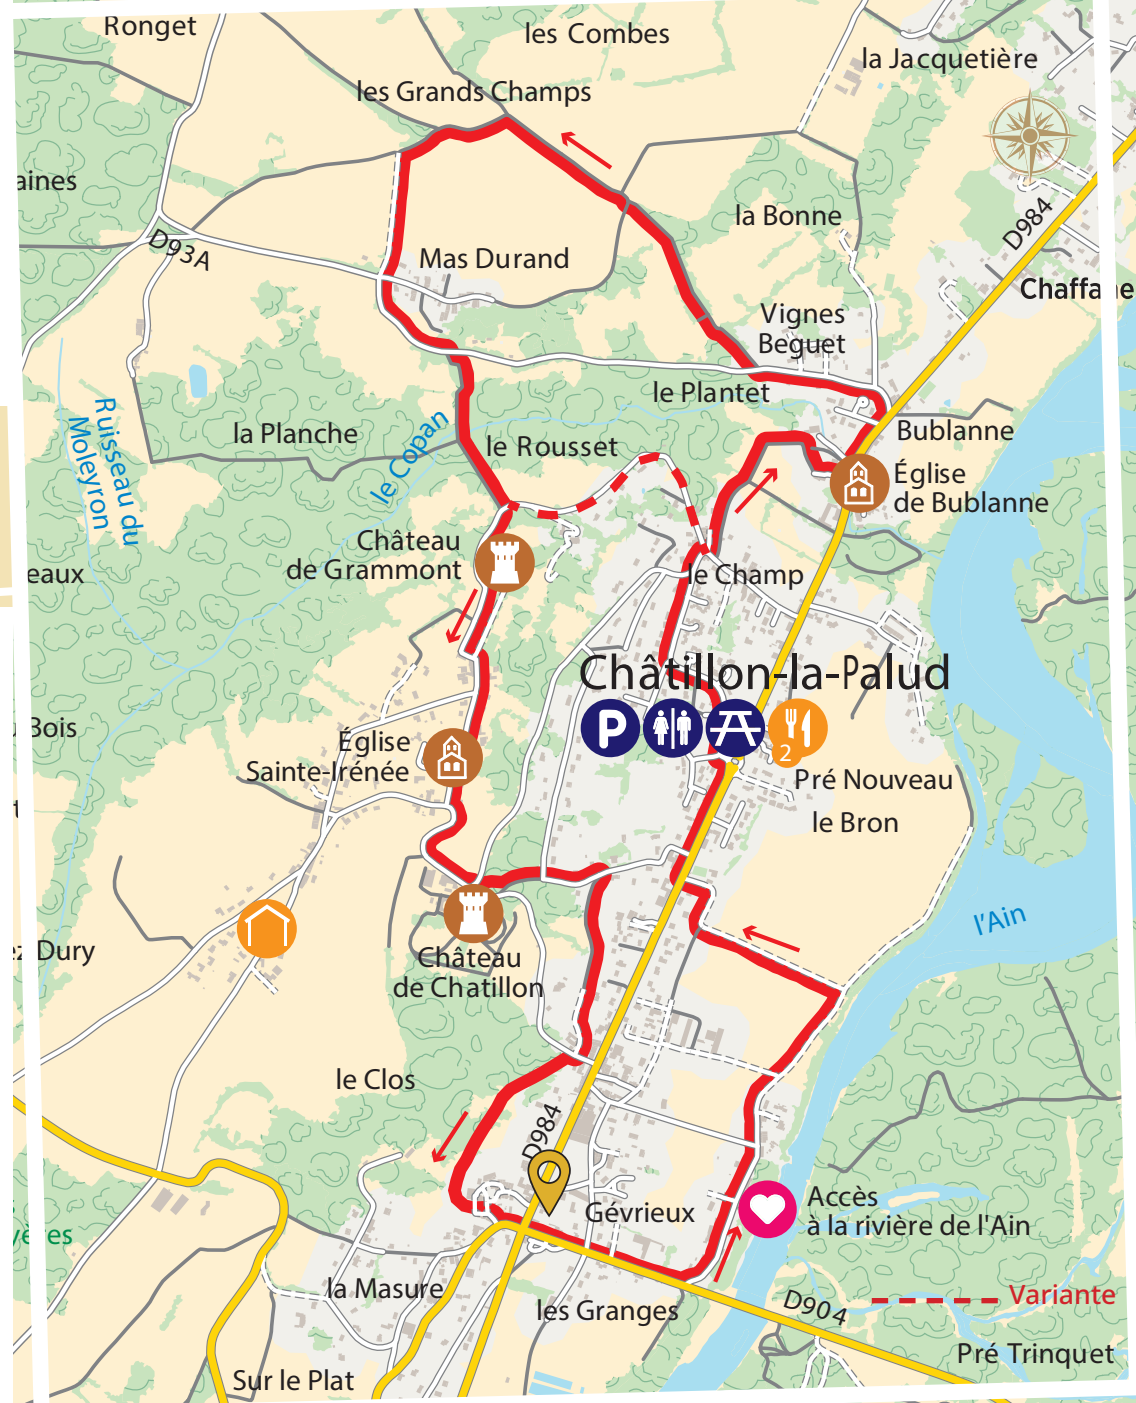 Ronget
les Combes
la Jacquetière
les Grands Champs
aines
la Bonne
D984
D93A
Mas Durand
Chaffa
Vignes
Beguet
le Plantet
Ruisseau du
Moleyron
la Planche
le Copan
le Rousset
Bublanne
Église
de Bublanne
Château
de Grammont
eaux
le Champ
Châtillon-la-Palud
P
2
Bois
Église
Sainte-Irénée
Pré Nouveau
le Bron
t
l'Ain
Dury
Château
de Chatillon
le Clos
D984
Accès
à la rivière de l'Ain
Gévrieux
la Masure
les Granges
D904
Variante
Pré Trinquet
Sur le Plat